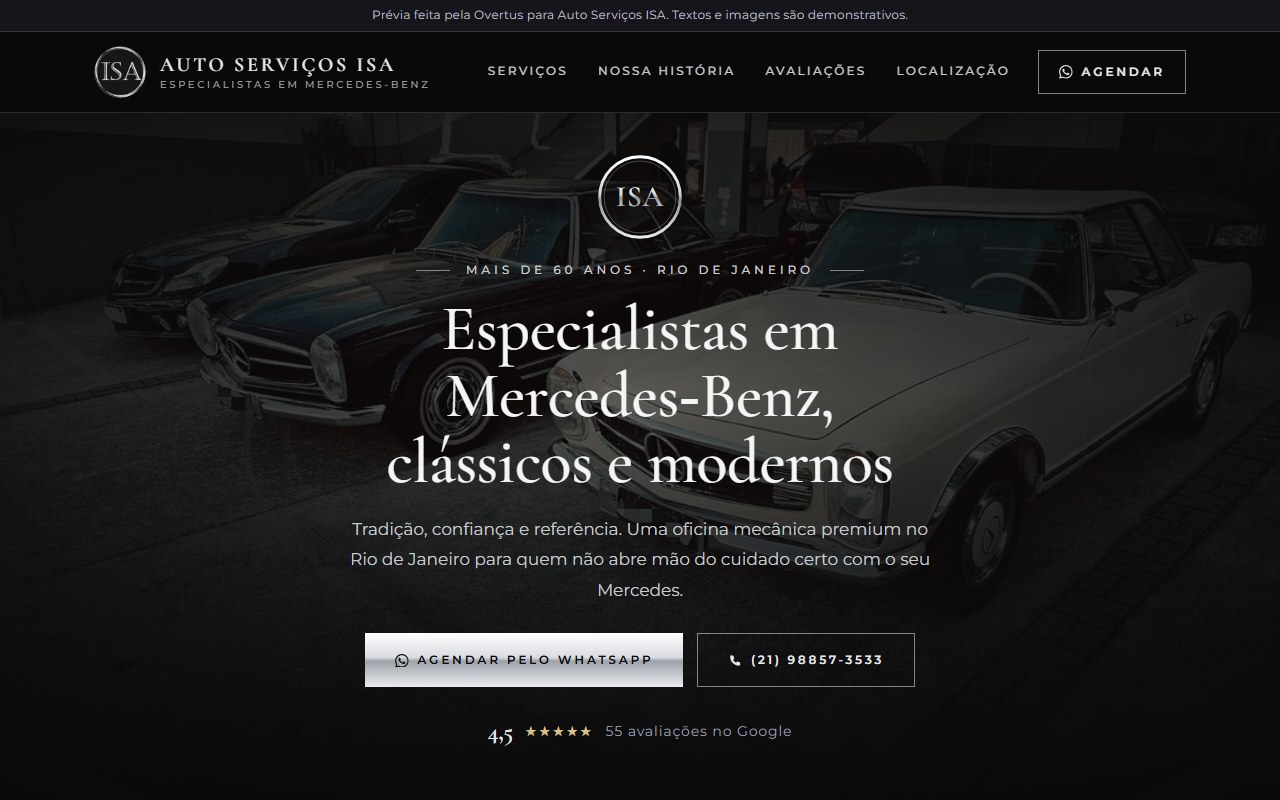 Prévia feita pela Overtus para Auto Serviços ISA. Textos e imagens são demonstrativos.
ISA
AUTO SERVIÇOS ISA
ESPECIALISTAS EM MERCEDES-BENZ
SERVIÇOS
NOSSA HISTÓRIA
AVALIAÇÕES
LOCALIZAÇÃO
AGENDAR
ISA
MAIS DE 60 ANOS · RIO DE JANEIRO
Especialistas em
Mercedes-Benz,
clássicos e modernos
Tradição, confiança e referência. Uma oficina mecânica premium no
Rio de Janeiro para quem não abre mão do cuidado certo com o seu
Mercedes.
AGENDAR PELO WHATSAPP
(21) 98857-3533
4,5 ★★★★★ 55 avaliações no Google